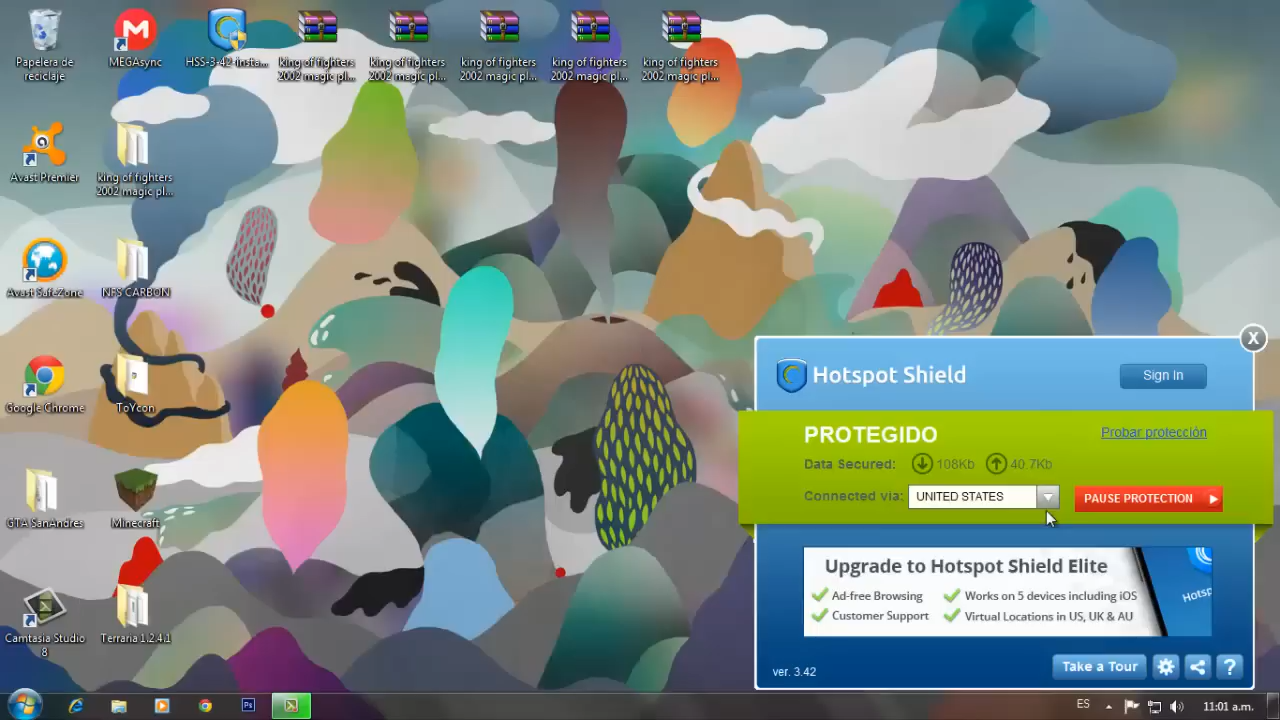 Papelera de
reciclaje
MEGAsync
HSS-3-42-insta...
king of fighters
2002 magic pl...
king of fighters
2002 magic pl...
king of fighters
2002 magic pl...
king of fighters
2002 magic pl...
king of fighters
2002 magic pl...
Avast Premier
king of fighters
2002 magic pl...
Avast SafeZone
NFS CARBON
Google Chrome
ToYcon
GTA SanAndres
Minecraft
Camtasia Studio
8
Terraria 1.2.4.1
X
Hotspot Shield
Sign In
PROTEGIDO
Probar protección
Data Secured: 108Kb 40.7Kb
Connected via: UNITED STATES
PAUSE PROTECTION
Upgrade to Hotspot Shield Elite
Ad-free Browsing
Works on 5 devices including iOS
Customer Support
Virtual Locations in US, UK & AU
Hotsp
ver. 3.42
Take a Tour
?
Ps
ES
11:01 a.m.